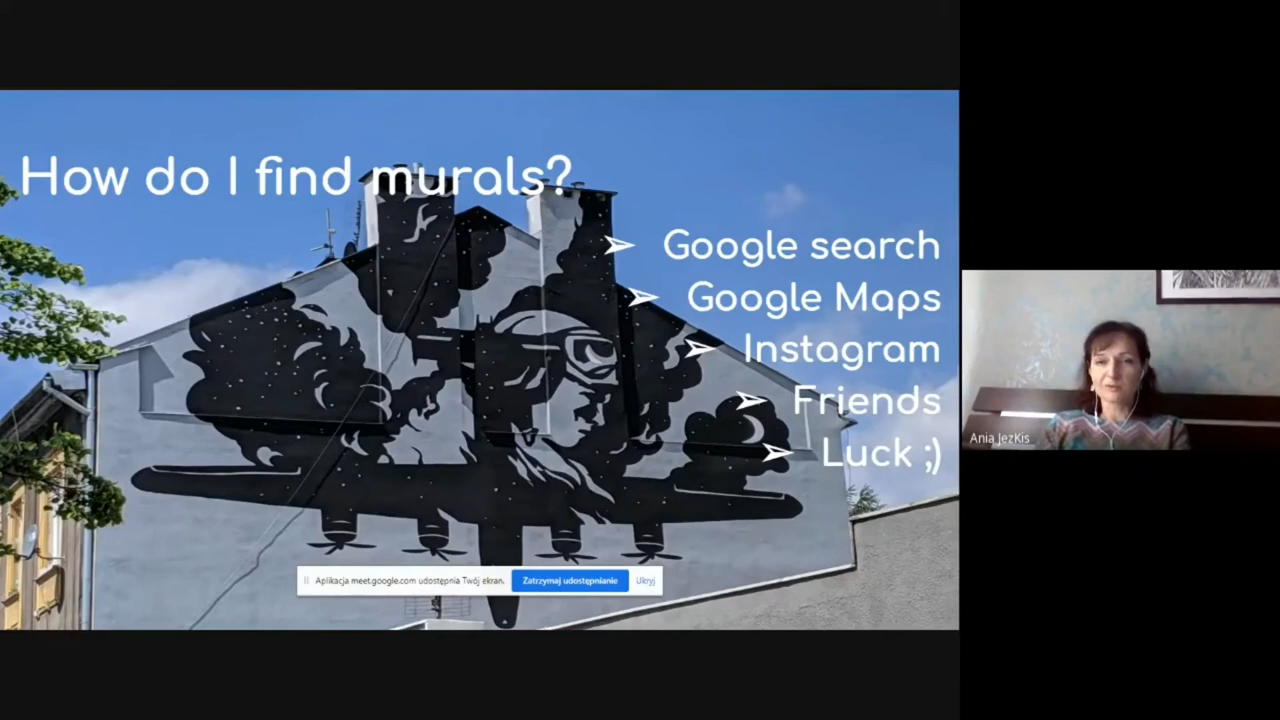 How do I find murals?
Google search
Google Maps
Instagram
Friends
Luck ;)
Aplikacja meet.google.com udostępnia Twój ekran. Zatrzymaj udostępnianie Ukryj
Ania JezKis